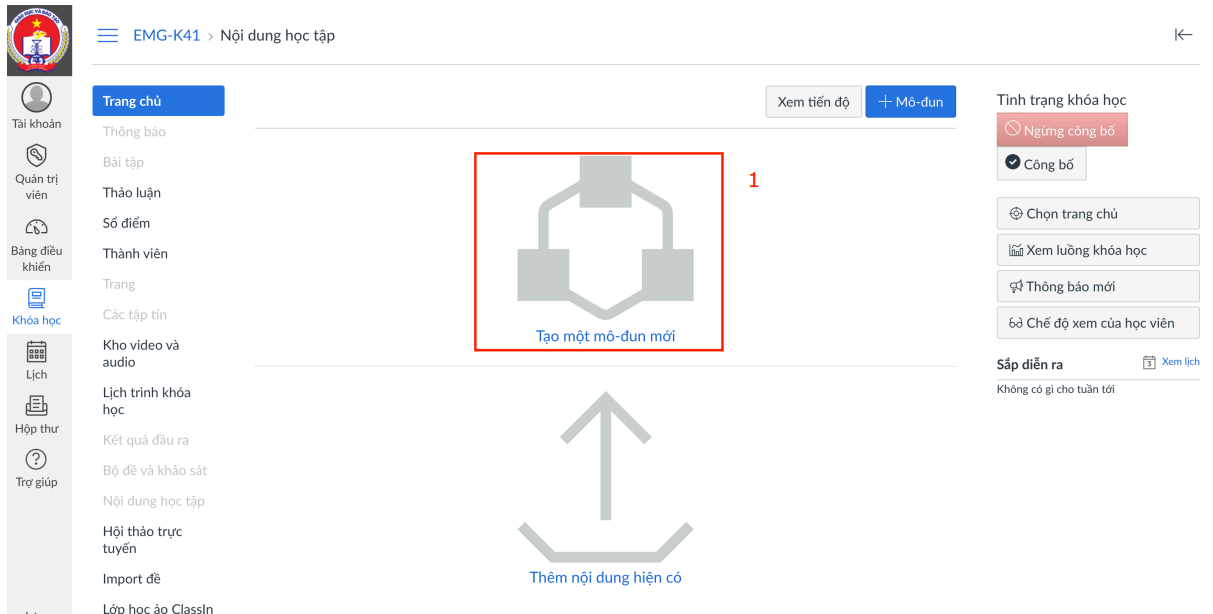 GIÁO DỤC VÀ ĐÀO TẠO
EMG-K41 > Nội dung học tập
Tài khoản
Quản trị
viên
Bảng điều
khiển
Khóa học
Lịch
Hộp thư
Trợ giúp
Trang chủ
Thông báo
Bài tập
Thảo luận
Sổ điểm
Thành viên
Trang
Các tập tin
Kho video và
audio
Lịch trình khóa
học
Kết quả đầu ra
Bộ đề và khảo sát
Nội dung học tập
Hội thảo trực
tuyến
Import đề
Lớp học ảo ClassIn
Xem tiến độ
+ Mô-đun
1
Tạo một mô-đun mới
Thêm nội dung hiện có
Tình trạng khóa học
Ngừng công bố
Công bố
Chọn trang chủ
Xem luồng khóa học
Thông báo mới
Chế độ xem của học viên
Sắp diễn ra
3 Xem lịch
Không có gì cho tuần tới